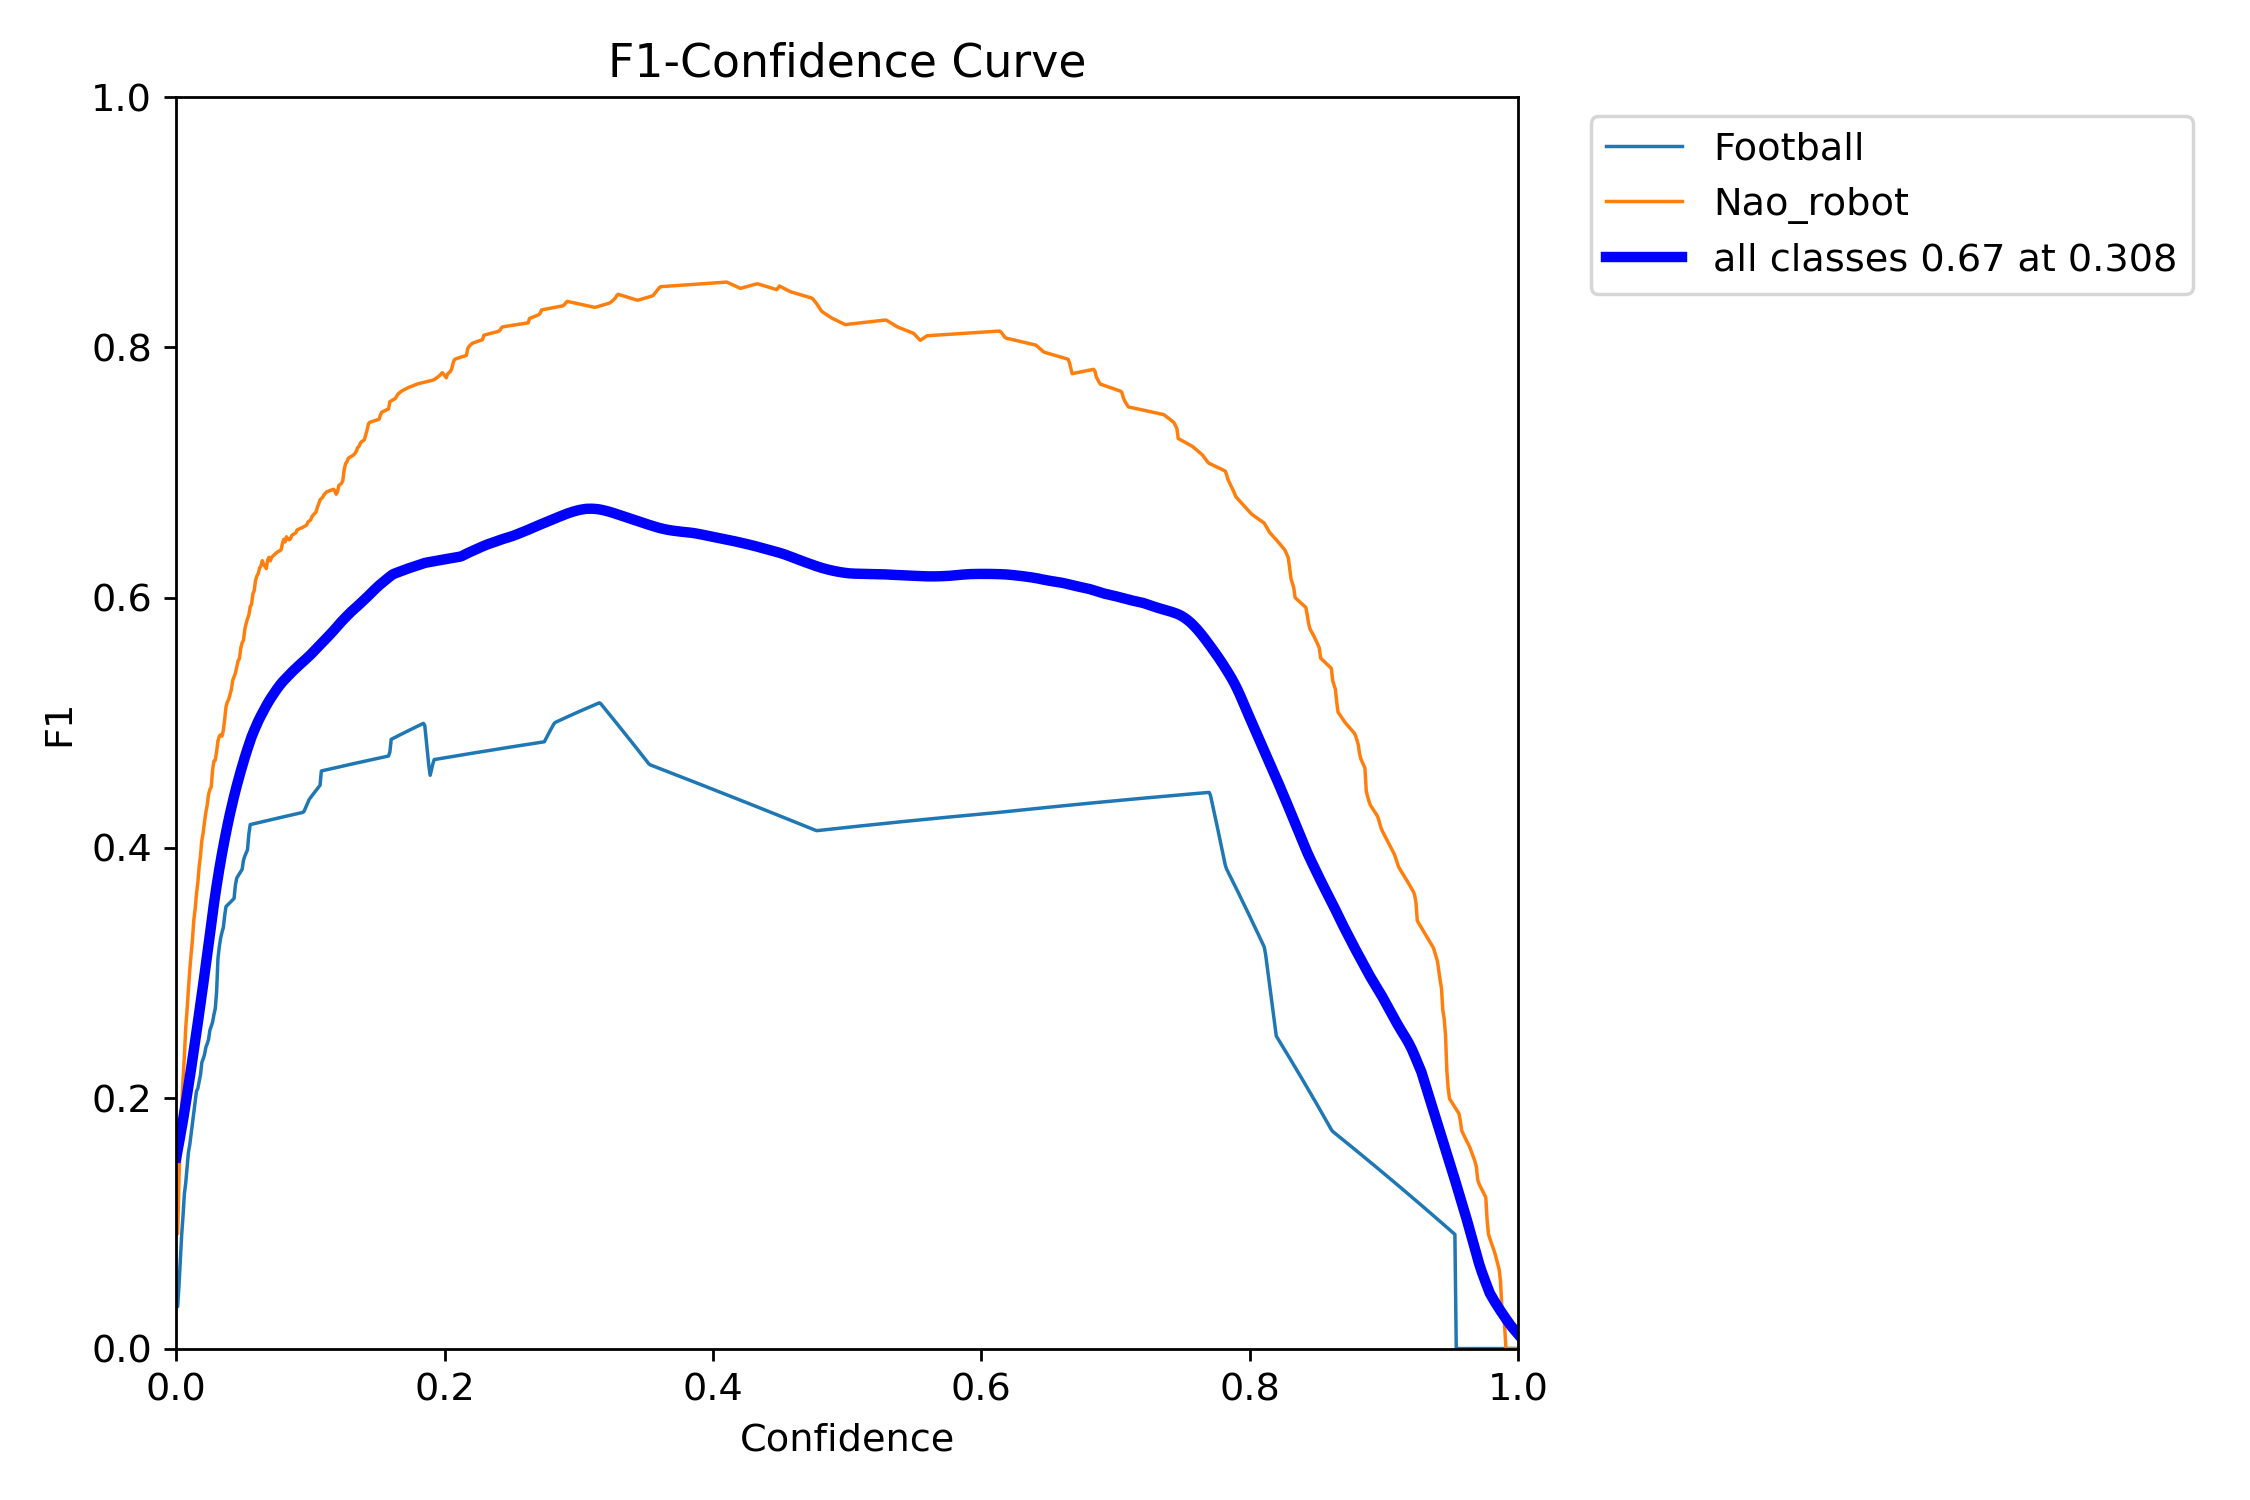 F1-Confidence Curve
1.0
0.8
0.6
0.4
0.2
0.0
F1
0.0 0.2 0.4 0.6 0.8 1.0
Confidence
Football
Nao_robot
all classes 0.67 at 0.308